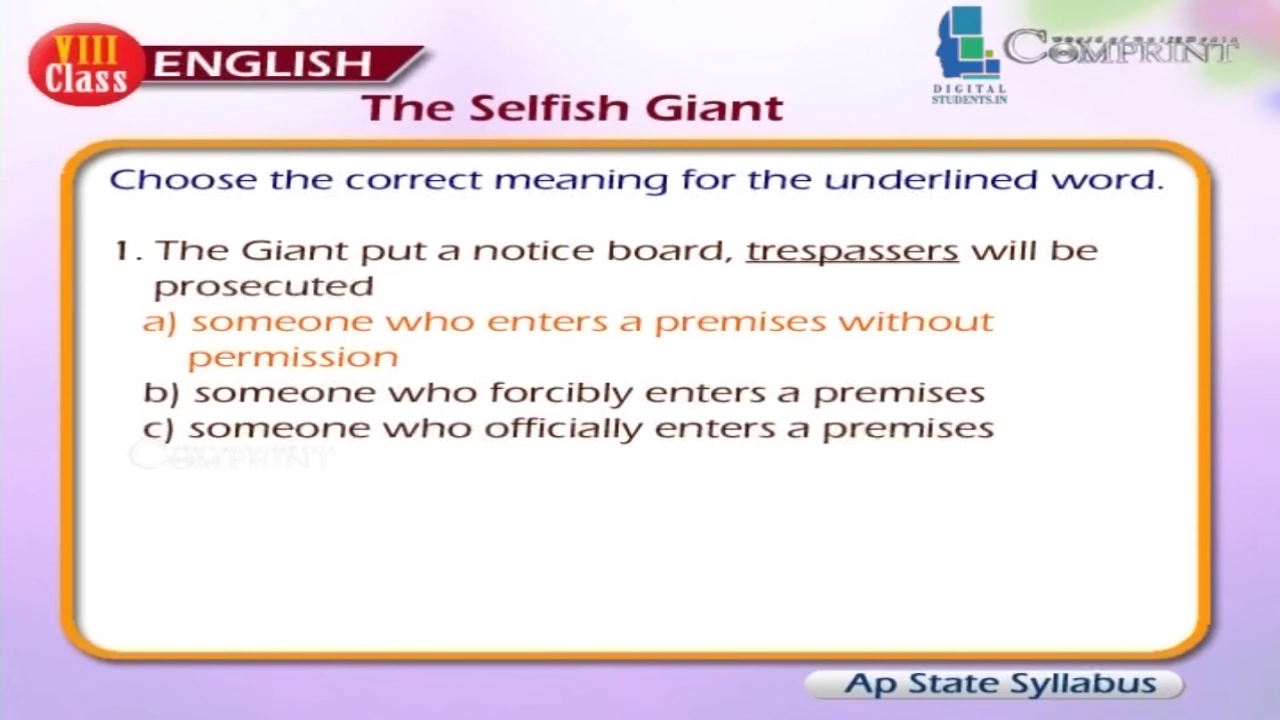 VIII
Class
ENGLISH
DIGITAL
STUDENTS.IN
COMPRINT
The Selfish Giant
Choose the correct meaning for the underlined word.
1. The Giant put a notice board, trespassers will be
prosecuted
a) someone who enters a premises without
permission
b) someone who forcibly enters a premises
c) someone who officially enters a premises
COMPRINT
Ap State Syllabus